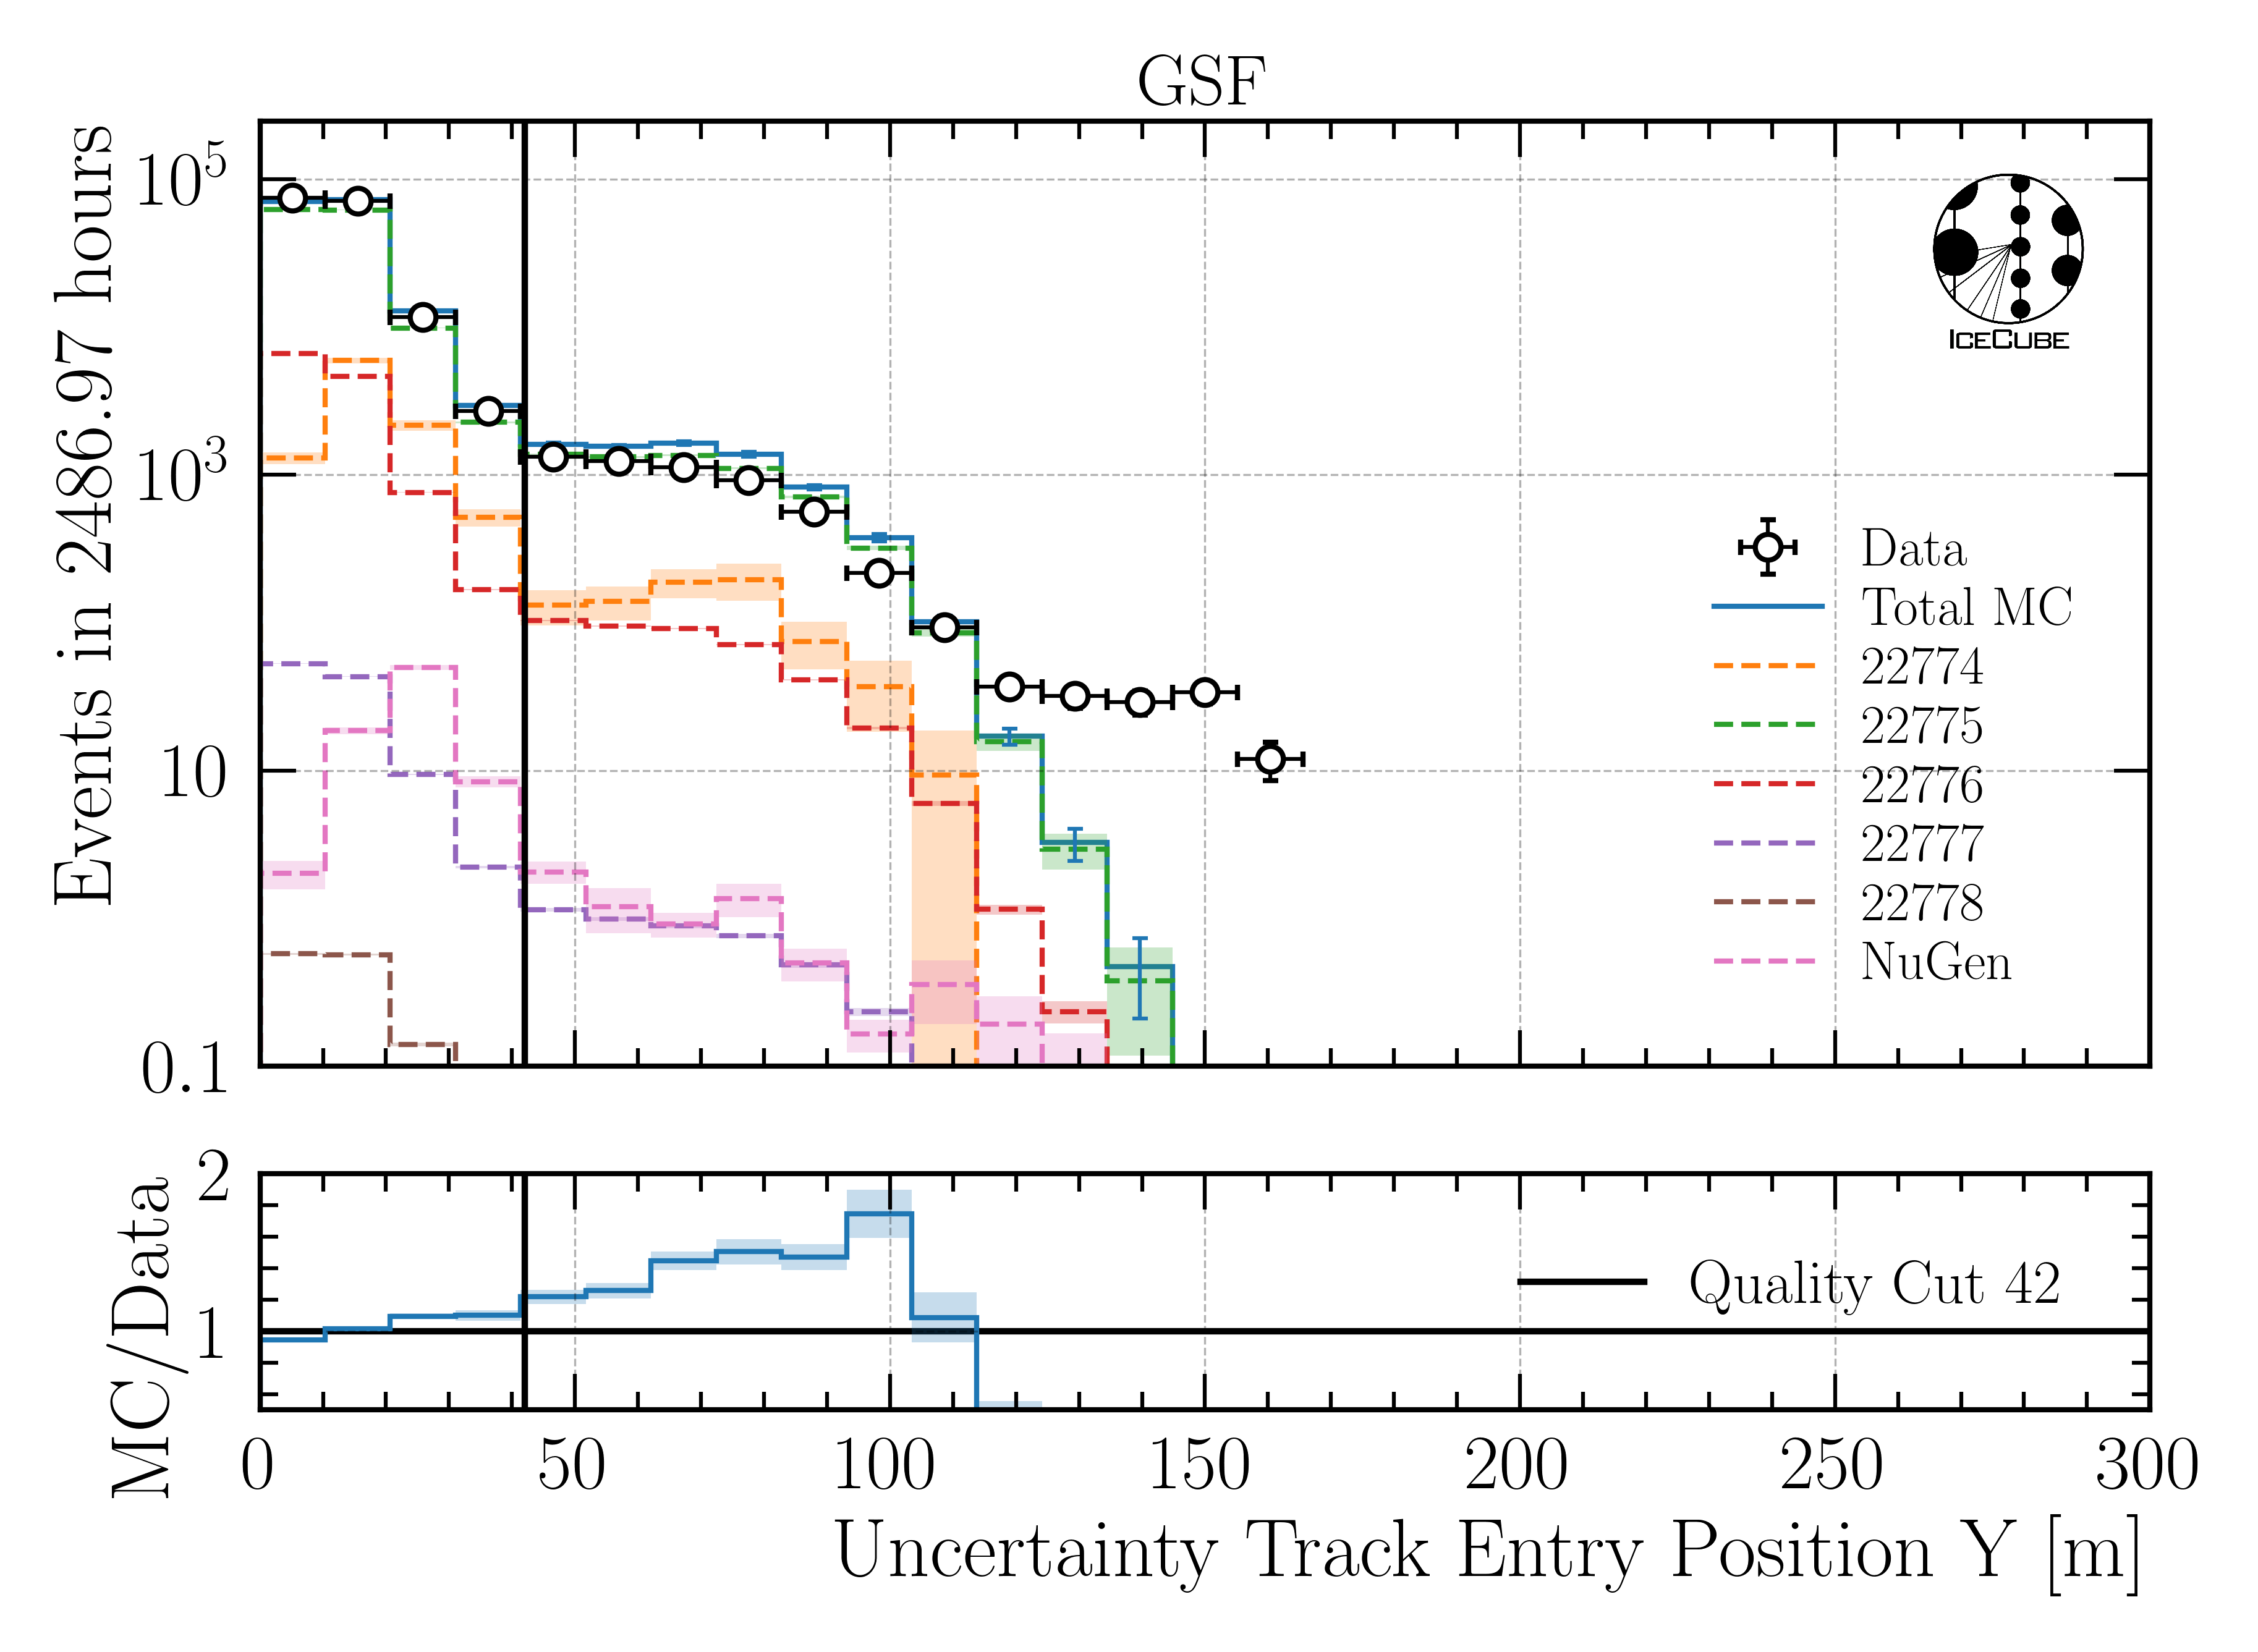 GSF
Events in 2486.97 hours
10^5
10^3
10
0.1
ICECUBE
Data
Total MC
22774
22775
22776
22777
22778
NuGen
MC/Data
2
1
Quality Cut 42
0 50 100 150 200 250 300
Uncertainty Track Entry Position Y [m]